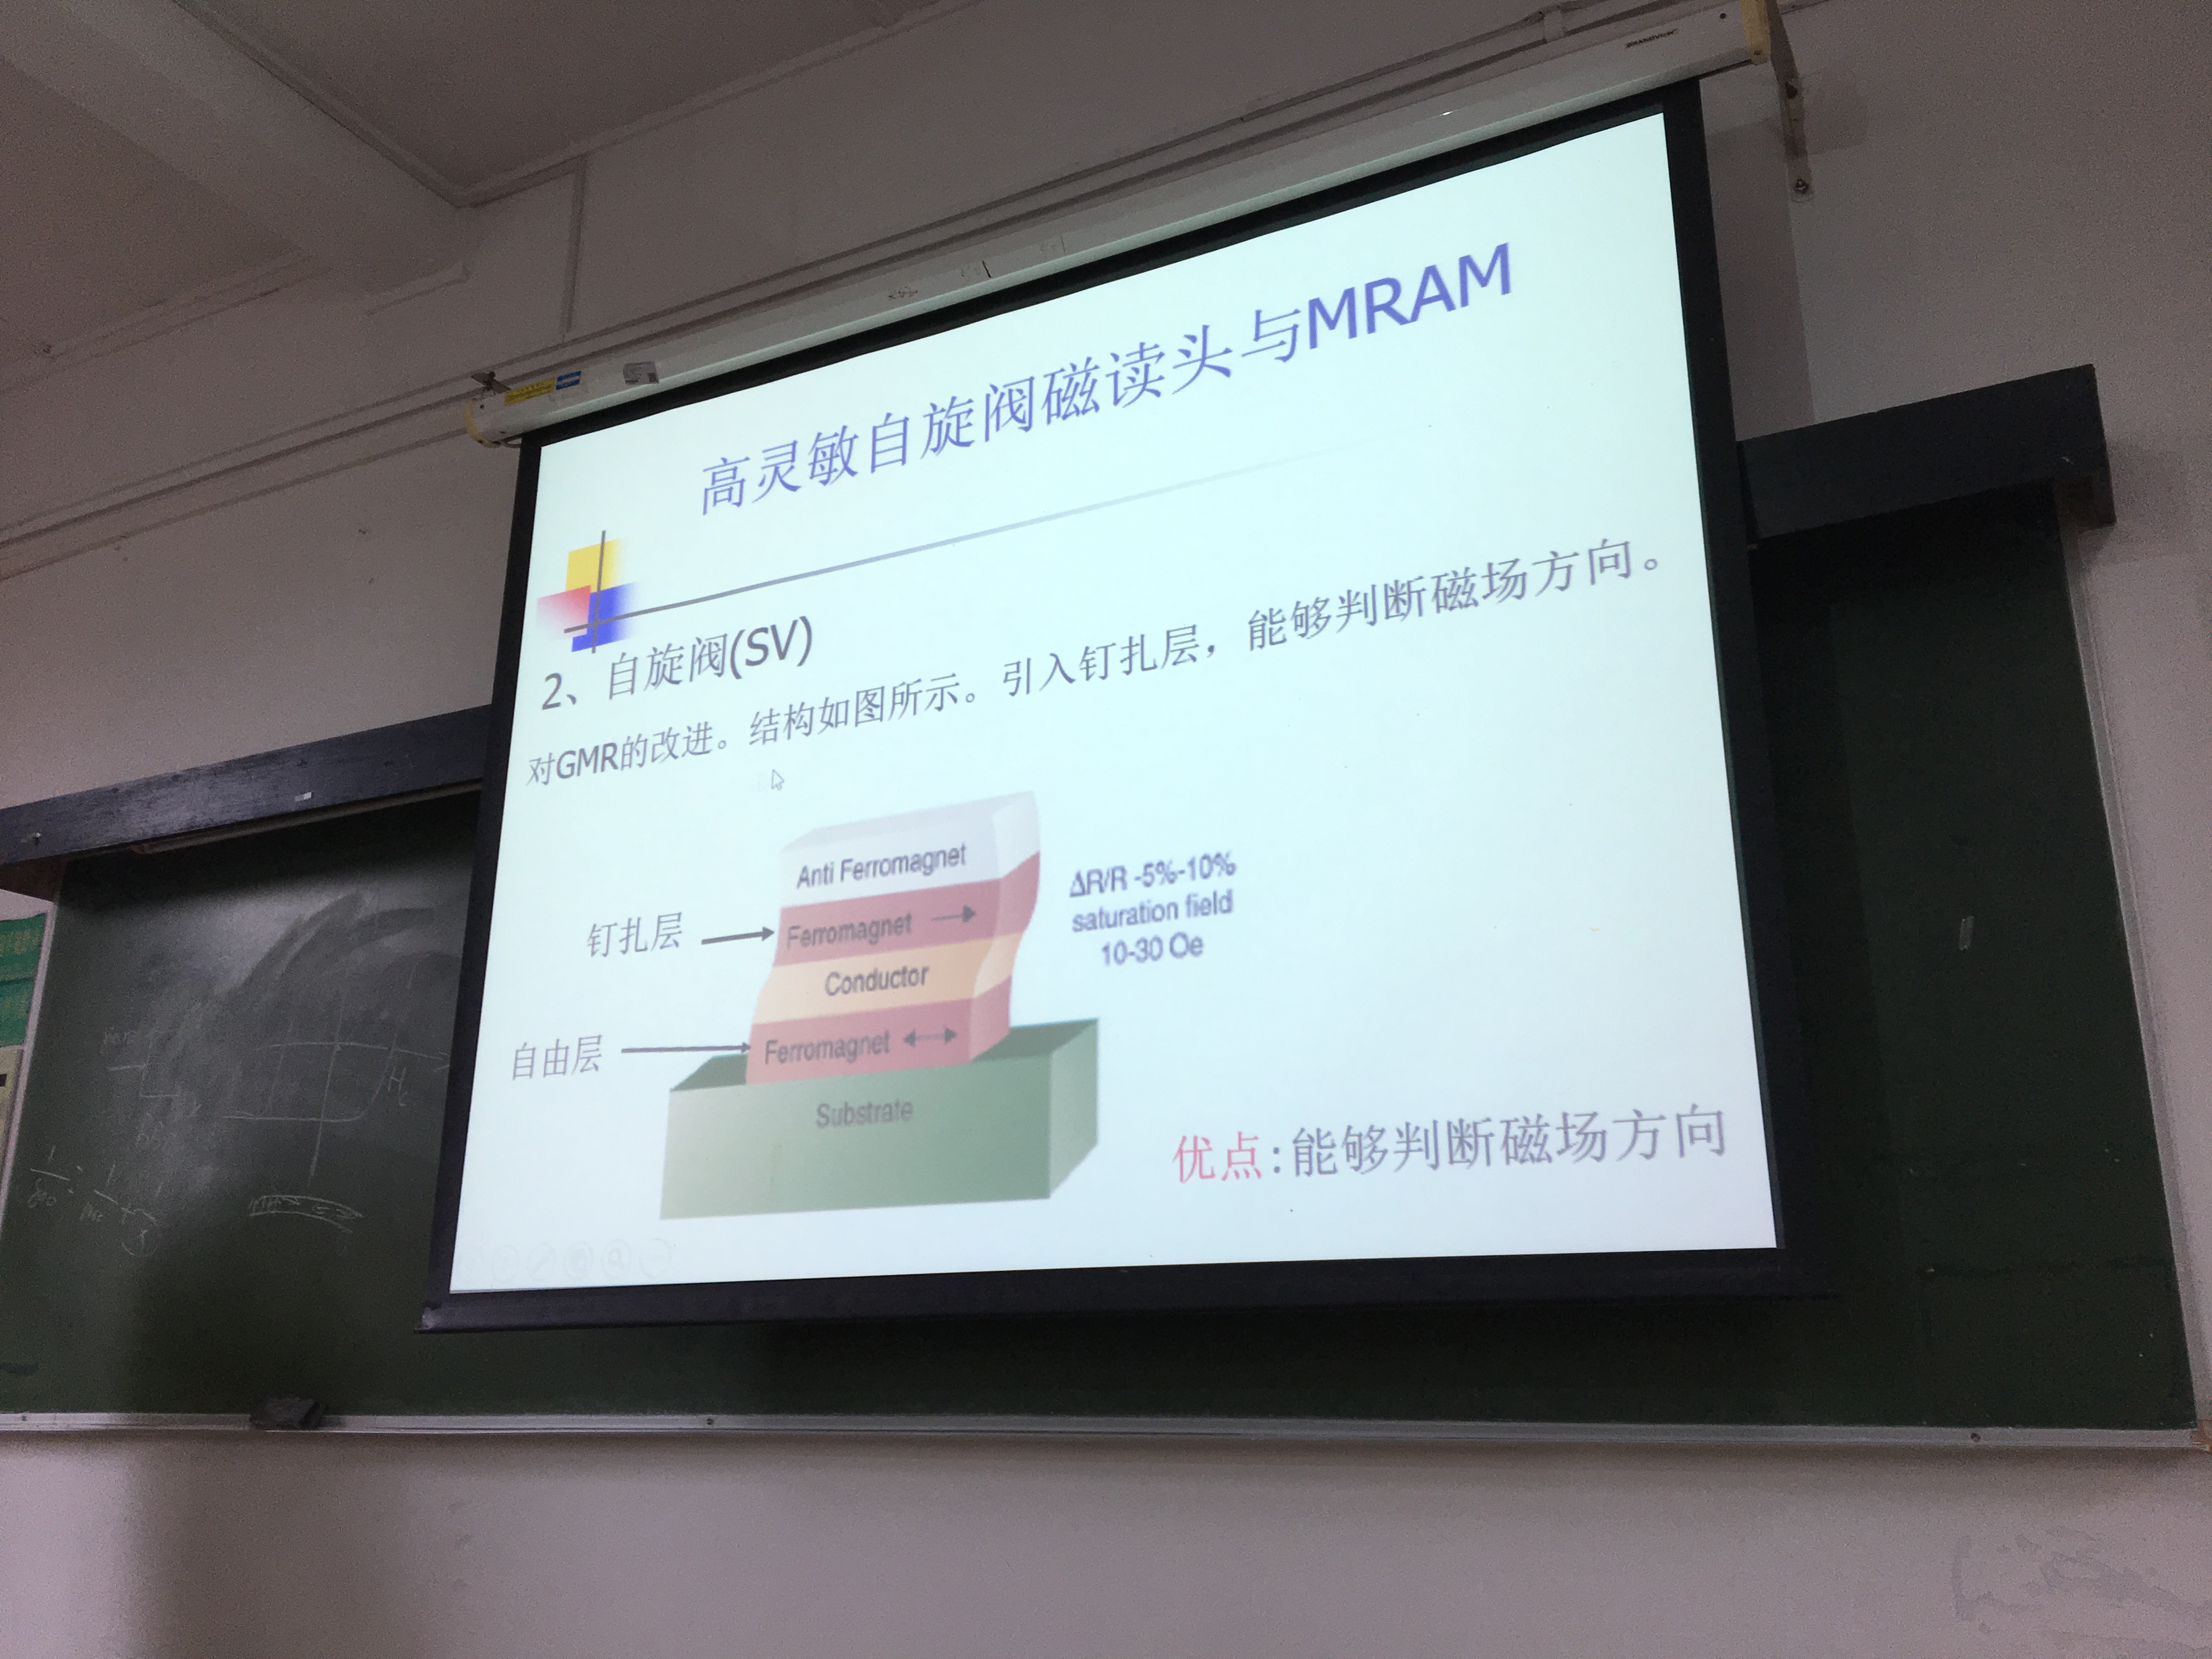 高灵敏自旋阀磁读头与MRAM
2、自旋阀(SV)
对GMR的改进。结构如图所示。引入钉扎层，能够判断磁场方向。
Anti Ferromagnet
钉扎层
Ferromagnet
Conductor
自由层
Ferromagnet
Substrate
ΔR/R -5%-10%
saturation field
10-30 Oe
优点:能够判断磁场方向